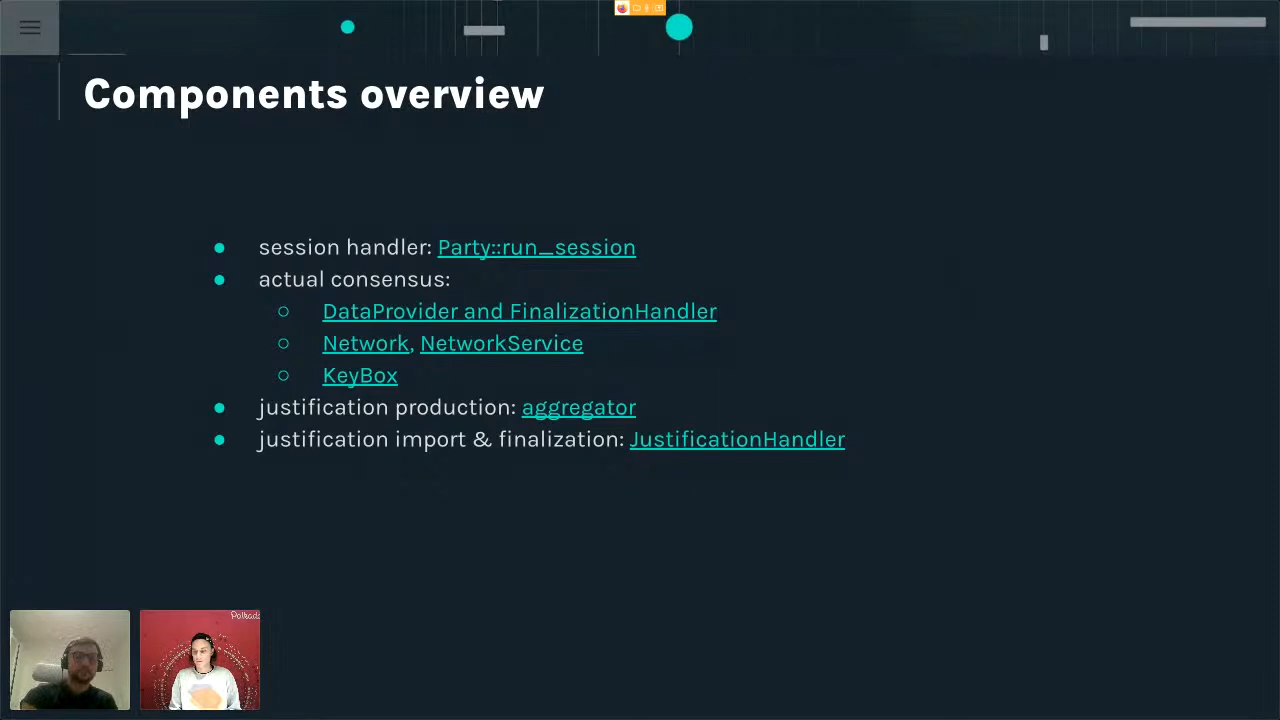 Components overview
session handler: Party::run_session
actual consensus:
DataProvider and FinalizationHandler
Network, NetworkService
KeyBox
justification production: aggregator
justification import & finalization: JustificationHandler